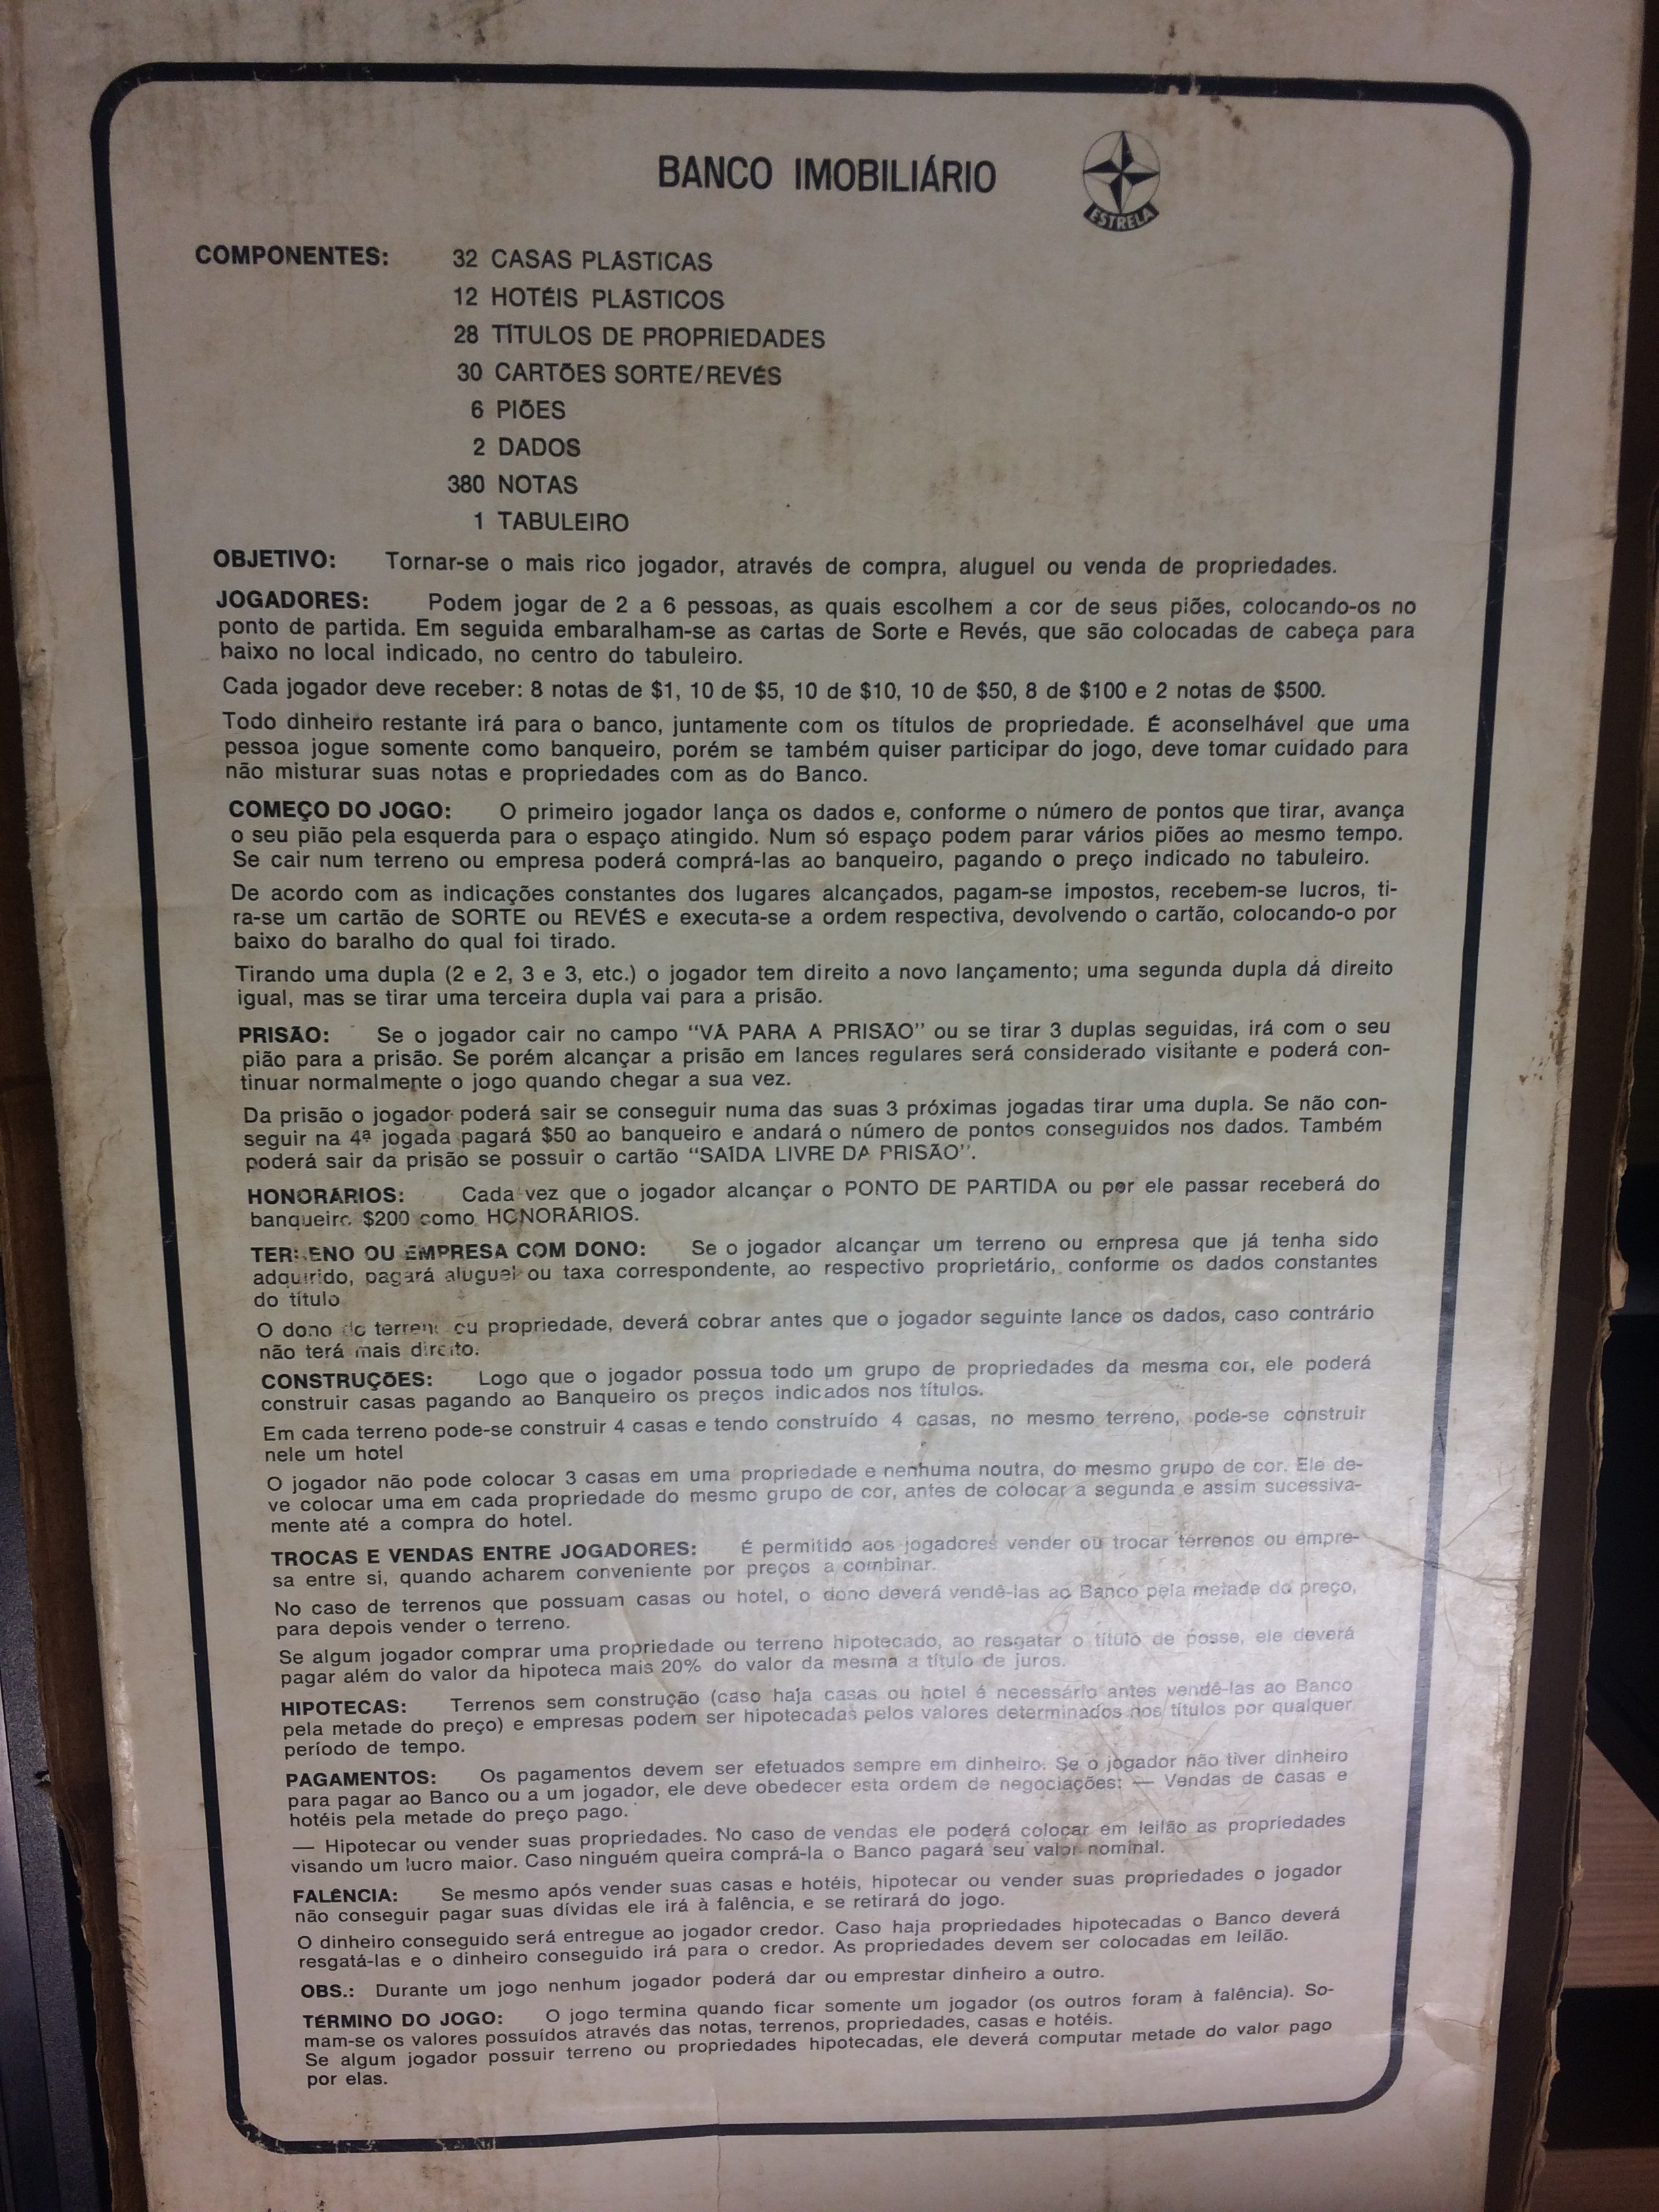 BANCO IMOBILIÁRIO
ESTRELA
COMPONENTES: 32 CASAS PLÁSTICAS
12 HOTÉIS PLÁSTICOS
28 TÍTULOS DE PROPRIEDADES
30 CARTÕES SORTE/REVÉS
6 PIÕES
2 DADOS
380 NOTAS
1 TABULEIRO
OBJETIVO: Tornar-se o mais rico jogador, através de compra, aluguel ou venda de propriedades.
JOGADORES: Podem jogar de 2 a 6 pessoas, as quais escolhem a cor de seus piões, colocando-os no
ponto de partida. Em seguida embaralham-se as cartas de Sorte e Revés, que são colocadas de cabeça para
baixo no local indicado, no centro do tabuleiro.
Cada jogador deve receber: 8 notas de $1, 10 de $5, 10 de $10, 10 de $50, 8 de $100 e 2 notas de $500.
Todo dinheiro restante irá para o banco, juntamente com os títulos de propriedade. É aconselhável que uma
pessoa jogue somente como banqueiro, porém se também quiser participar do jogo, deve tomar cuidado para
não misturar suas notas e propriedades com as do Banco.
COMEÇO DO JOGO: O primeiro jogador lança os dados e, conforme o número de pontos que tirar, avança
o seu pião pela esquerda para o espaço atingido. Num só espaço podem parar vários piões ao mesmo tempo.
Se cair num terreno ou empresa poderá comprá-las ao banqueiro, pagando o preço indicado no tabuleiro.
De acordo com as indicações constantes dos lugares alcançados, pagam-se impostos, recebem-se lucros, ti-
ra-se um cartão de SORTE ou REVÉS e executa-se a ordem respectiva, devolvendo o cartão, colocando-o por
baixo do baralho do qual foi tirado.
Tirando uma dupla (2 e 2, 3 e 3, etc.) o jogador tem direito a novo lançamento; uma segunda dupla dá direito
igual, mas se tirar uma terceira dupla vai para a prisão.
PRISÃO: Se o jogador cair no campo “VÁ PARA A PRISÃO” ou se tirar 3 duplas seguidas, irá com o seu
pião para a prisão. Se porém alcançar a prisão em lances regulares será considerado visitante e poderá con-
tinuar normalmente o jogo quando chegar a sua vez.
Da prisão o jogador poderá sair se conseguir numa das suas 3 próximas jogadas tirar uma dupla. Se não con-
seguir na 4ª jogada pagará $50 ao banqueiro e andará o número de pontos conseguidos nos dados. Também
poderá sair da prisão se possuir o cartão “SAÍDA LIVRE DA PRISÃO”.
HONORÁRIOS: Cada vez que o jogador alcançar o PONTO DE PARTIDA ou por ele passar receberá do
banqueiro $200 como HONORÁRIOS.
TERRENO OU EMPRESA COM DONO: Se o jogador alcançar um terreno ou empresa que já tenha sido
adquirido, pagará aluguel ou taxa correspondente, ao respectivo proprietário, conforme os dados constantes
do título
O dono do terreno ou propriedade, deverá cobrar antes que o jogador seguinte lance os dados, caso contrário
não terá mais direito.
CONSTRUÇÕES: Logo que o jogador possua todo um grupo de propriedades da mesma cor, ele poderá
construir casas pagando ao Banqueiro os preços indicados nos títulos.
Em cada terreno pode-se construir 4 casas e tendo construído 4 casas, no mesmo terreno, pode-se construir
nele um hotel
O jogador não pode colocar 3 casas em uma propriedade e nenhuma noutra, do mesmo grupo de cor. Ele de-
ve colocar uma em cada propriedade do mesmo grupo de cor, antes de colocar a segunda e assim sucessiva-
mente até a compra do hotel.
TROCAS E VENDAS ENTRE JOGADORES: É permitido aos jogadores vender ou trocar terrenos ou empre-
sa entre si, quando acharem conveniente por preços a combinar.
No caso de terrenos que possuam casas ou hotel, o dono deverá vendê-las ao Banco pela metade do preço,
para depois vender o terreno.
Se algum jogador comprar uma propriedade ou terreno hipotecado, ao resgatar o título de posse, ele deverá
pagar além do valor da hipoteca mais 20% do valor da mesma a título de juros.
HIPOTECAS: Terrenos sem construção (caso haja casas ou hotel é necessário antes vendê-las ao Banco
pela metade do preço) e empresas podem ser hipotecadas pelos valores determinados nos títulos por qualquer
período de tempo.
PAGAMENTOS: Os pagamentos devem ser efetuados sempre em dinheiro. Se o jogador não tiver dinheiro
para pagar ao Banco ou a um jogador, ele deve obedecer esta ordem de negociações: — Vendas de casas e
hotéis pela metade do preço pago.
— Hipotecar ou vender suas propriedades. No caso de vendas ele poderá colocar em leilão as propriedades
visando um lucro maior. Caso ninguém queira comprá-la o Banco pagará seu valor nominal.
FALÊNCIA: Se mesmo após vender suas casas e hotéis, hipotecar ou vender suas propriedades o jogador
não conseguir pagar suas dívidas ele irá à falência, e se retirará do jogo.
O dinheiro conseguido será entregue ao jogador credor. Caso haja propriedades hipotecadas o Banco deverá
resgatá-las e o dinheiro conseguido irá para o credor. As propriedades devem ser colocadas em leilão.
OBS.: Durante um jogo nenhum jogador poderá dar ou emprestar dinheiro a outro.
TÉRMINO DO JOGO: O jogo termina quando ficar somente um jogador (os outros foram à falência). So-
mam-se os valores possuídos através das notas, terrenos, propriedades, casas e hotéis.
Se algum jogador possuir terreno ou propriedades hipotecadas, ele deverá computar metade do valor pago
por elas.